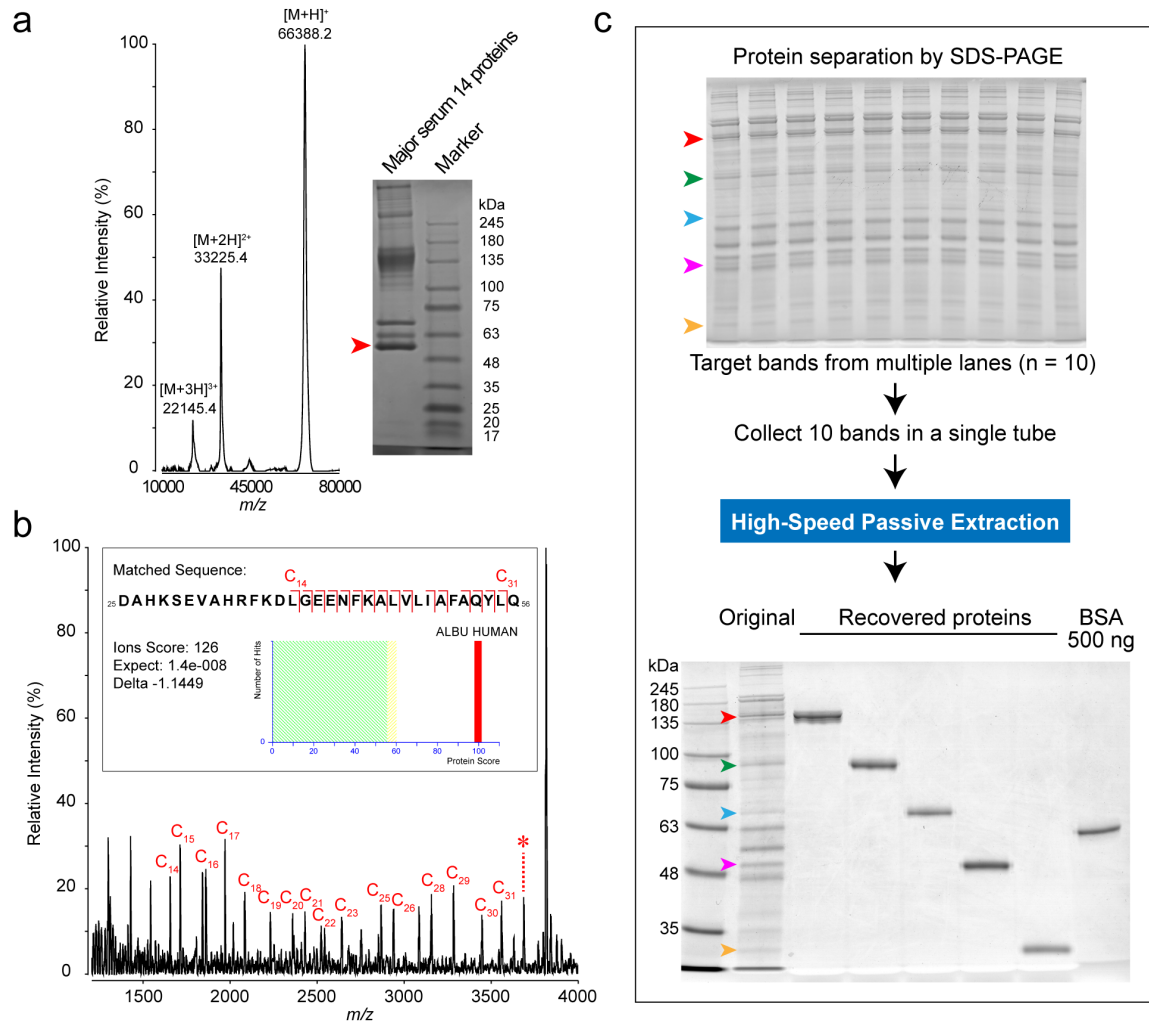 a
[M+H]+
66388.2
[M+2H]2+
33225.4
[M+3H]3+
22145.4
Relative Intensity (%)
100
80
60
40
20
0
10000 45000 80000
m/z
Major serum 14 proteins
Marker
kDa
245
180
135
100
75
63
48
35
25
20
17
b
Relative Intensity (%)
100
80
60
40
20
0
Matched Sequence:
C14 C31
25 DAHKSEVAHRFKDLGEENFKALVLIAFAQYLQ 56
Ions Score: 126
Expect: 1.4e-008
Delta -1.1449
ALBU HUMAN
Number of Hits
0
0 20 40 60 80 100
Protein Score
C14
C15
C16
C17
C18
C19
C20
C21
C22
C23
C25
C26
C28
C29
C30
C31
*
1500 2000 2500 3000 3500 4000
m/z
c
Protein separation by SDS-PAGE
Target bands from multiple lanes (n = 10)
Collect 10 bands in a single tube
High-Speed Passive Extraction
Original Recovered proteins BSA
500 ng
kDa
245
180
135
100
75
63
48
35